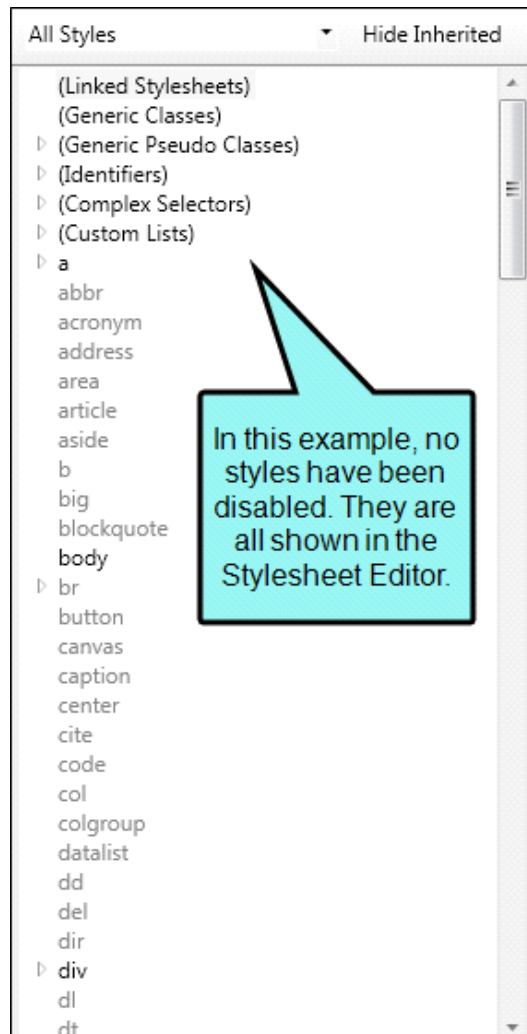 All Styles Hide Inherited
(Linked Stylesheets)
(Generic Classes)
(Generic Pseudo Classes)
(Identifiers)
(Complex Selectors)
(Custom Lists)
a
abbr
acronym
address
area
article
aside
b
big
blockquote
body
br
button
canvas
caption
center
cite
code
col
colgroup
datalist
dd
del
dir
div
dl
dt
In this example, no
styles have been
disabled. They are
all shown in the
Stylesheet Editor.